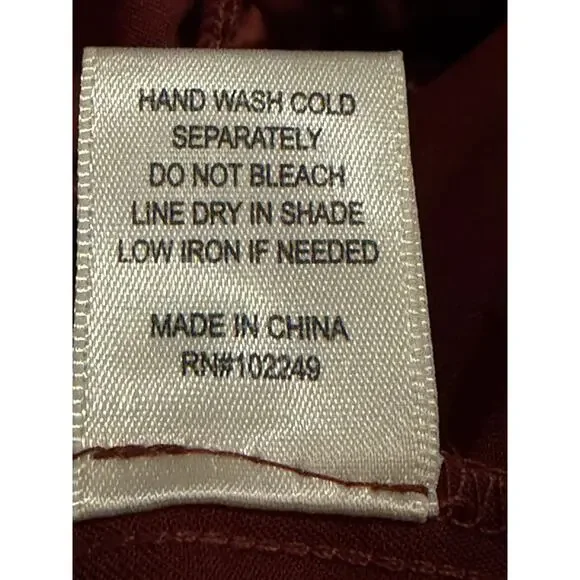 HAND WASH COLD
SEPARATELY
DO NOT BLEACH
LINE DRY IN SHADE
LOW IRON IF NEEDED
MADE IN CHINA
RN#102249